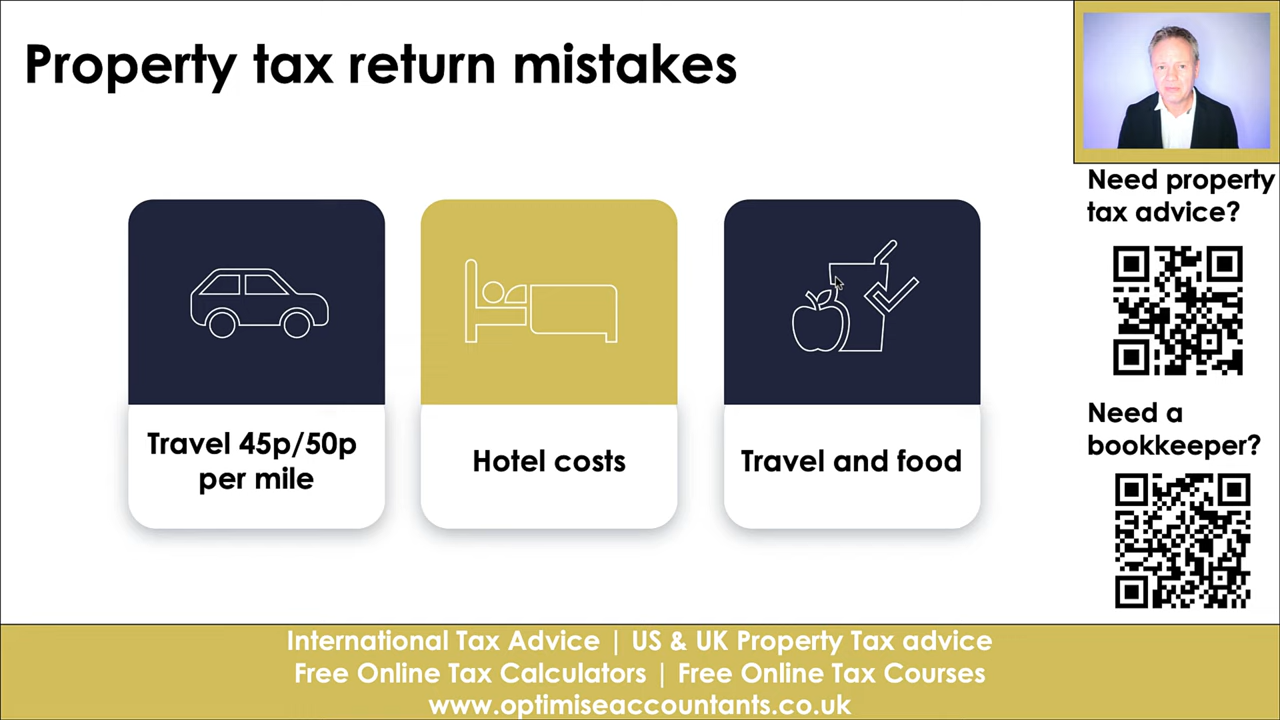 Property tax return mistakes
Need property
tax advice?
Travel 45p/50p
per mile
Hotel costs
Travel and food
Need a
bookkeeper?
International Tax Advice | US & UK Property Tax advice
Free Online Tax Calculators | Free Online Tax Courses
www.optimiseaccountants.co.uk